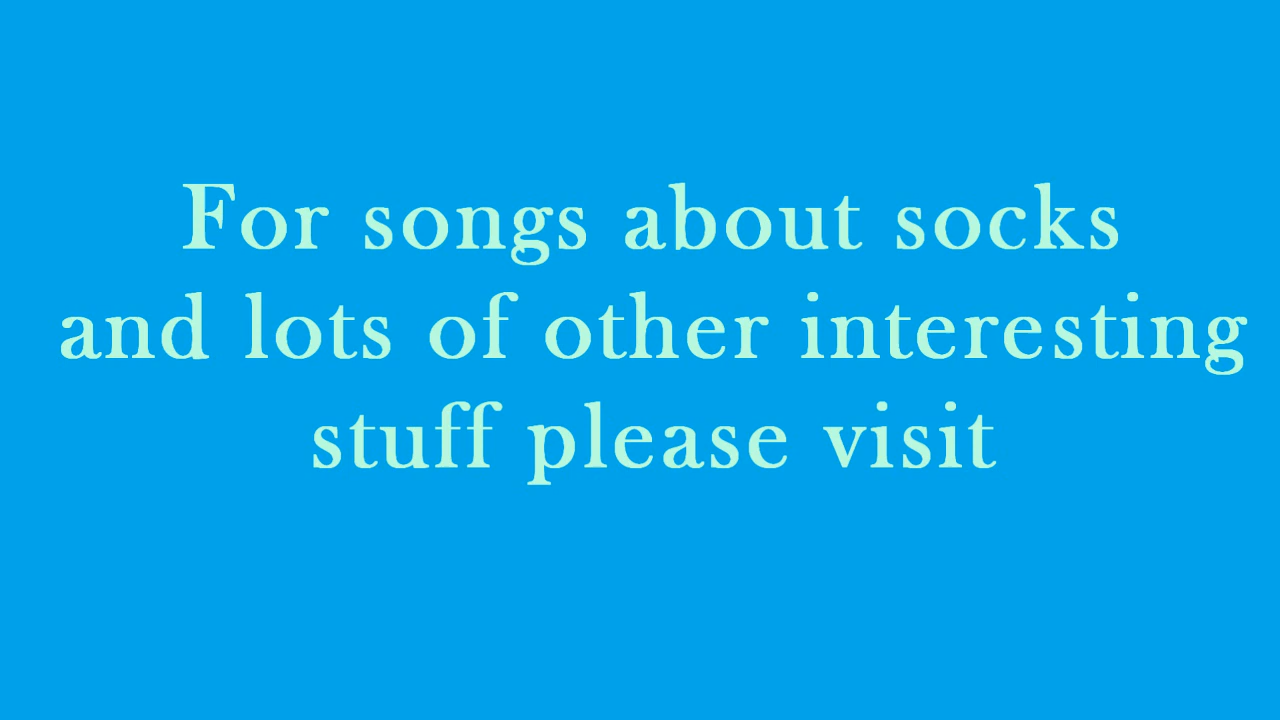 For songs about socks
and lots of other interesting
stuff please visit